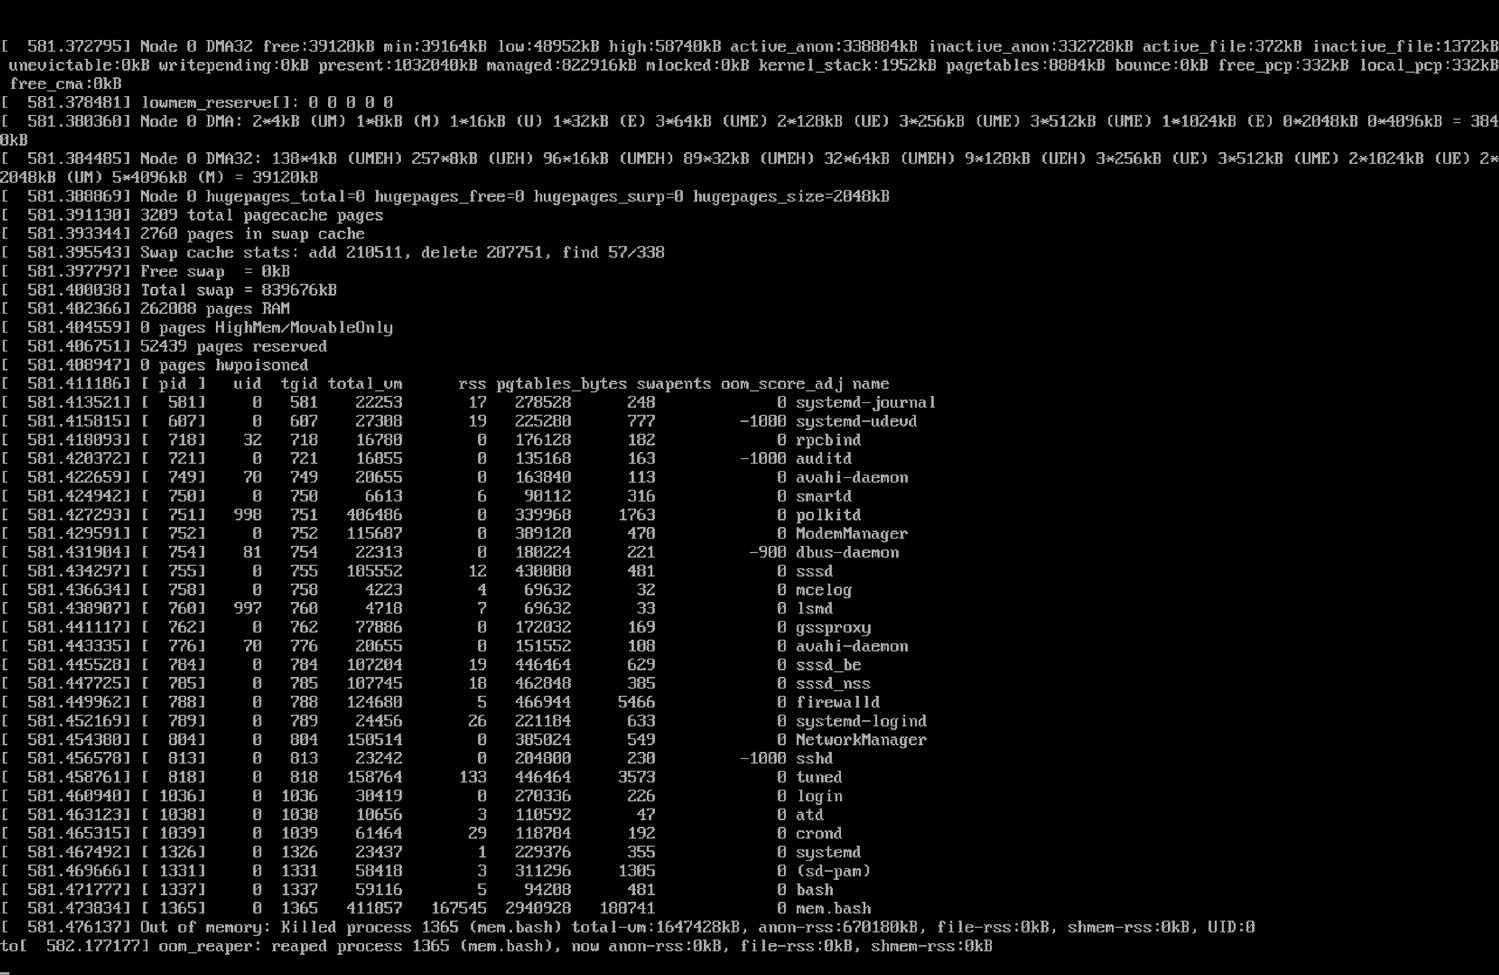 [  581.372795] Node 0 DMA32 free:39120kB min:39164kB low:48952kB high:58740kB active_anon:338884kB inactive_anon:332728kB active_file:372kB inactive_file:1372kB
 unevictable:0kB writepending:0kB present:1032040kB managed:822916kB mlocked:0kB kernel_stack:1952kB pagetables:8884kB bounce:0kB free_pcp:332kB local_pcp:332kB
 free_cma:0kB
[  581.378481] lowmem_reserve[]: 0 0 0 0 0
[  581.380360] Node 0 DMA: 2*4kB (UM) 1*8kB (M) 1*16kB (U) 1*32kB (E) 3*64kB (UME) 2*128kB (UE) 3*256kB (UME) 3*512kB (UME) 1*1024kB (E) 0*2048kB 0*4096kB = 384
0kB
[  581.384485] Node 0 DMA32: 138*4kB (UMEH) 257*8kB (UEH) 96*16kB (UMEH) 89*32kB (UMEH) 32*64kB (UMEH) 9*128kB (UEH) 3*256kB (UE) 3*512kB (UME) 2*1024kB (UE) 2*
2048kB (UM) 5*4096kB (M) = 39120kB
[  581.388869] Node 0 hugepages_total=0 hugepages_free=0 hugepages_surp=0 hugepages_size=2048kB
[  581.391130] 3209 total pagecache pages
[  581.393344] 2760 pages in swap cache
[  581.395543] Swap cache stats: add 210511, delete 207751, find 57/338
[  581.397797] Free swap  = 0kB
[  581.400038] Total swap = 839676kB
[  581.402366] 262008 pages RAM
[  581.404559] 0 pages HighMem/MovableOnly
[  581.406751] 52439 pages reserved
[  581.408947] 0 pages hwpoisoned
[  581.411186] [ pid ]   uid  tgid total_vm      rss pgtables_bytes swapents oom_score_adj name
[  581.413521] [  581]     0   581    22253       17   278528      248             0 systemd-journal
[  581.415815] [  607]     0   607    27308       19   225280      777         -1000 systemd-udevd
[  581.418093] [  718]    32   718    16780        0   176128      182             0 rpcbind
[  581.420372] [  721]     0   721    16855        0   135168      163         -1000 auditd
[  581.422659] [  749]    70   749    20655        0   163840      113             0 avahi-daemon
[  581.424942] [  750]     0   750     6613        6    90112      316             0 smartd
[  581.427293] [  751]   998   751   406486        0   339968     1763             0 polkitd
[  581.429591] [  752]     0   752   115687        0   389120      470             0 ModemManager
[  581.431904] [  754]    81   754    22313        0   180224      221          -900 dbus-daemon
[  581.434297] [  755]     0   755   105552       12   430080      481             0 sssd
[  581.436634] [  758]     0   758     4223        4    69632       32             0 mcelog
[  581.438907] [  760]   997   760     4718        7    69632       33             0 lsmd
[  581.441117] [  762]     0   762    77886        0   172032      169             0 gssproxy
[  581.443335] [  776]    70   776    20655        0   151552      108             0 avahi-daemon
[  581.445528] [  784]     0   784   107204       19   446464      629             0 sssd_be
[  581.447725] [  785]     0   785   107745       18   462848      385             0 sssd_nss
[  581.449962] [  788]     0   788   124680        5   466944     5466             0 firewalld
[  581.452169] [  789]     0   789    24456       26   221184      633             0 systemd-logind
[  581.454380] [  804]     0   804   150514        0   385024      549             0 NetworkManager
[  581.456578] [  813]     0   813    23242        0   204800      230         -1000 sshd
[  581.458761] [  818]     0   818   158764      133   446464     3573             0 tuned
[  581.460940] [ 1036]     0  1036    30419        0   270336      226             0 login
[  581.463123] [ 1038]     0  1038    10656        3   110592       47             0 atd
[  581.465315] [ 1039]     0  1039    61464       29   118784      192             0 crond
[  581.467492] [ 1326]     0  1326    23437        1   229376      355             0 systemd
[  581.469666] [ 1331]     0  1331    58418        3   311296     1305             0 (sd-pam)
[  581.471777] [ 1337]     0  1337    59116        5    94208      481             0 bash
[  581.473834] [ 1365]     0  1365   411857   167545  2940928   188741             0 mem.bash
[  581.476137] Out of memory: Killed process 1365 (mem.bash) total-vm:1647428kB, anon-rss:670180kB, file-rss:0kB, shmem-rss:0kB, UID:0
to[  582.177177] oom_reaper: reaped process 1365 (mem.bash), now anon-rss:0kB, file-rss:0kB, shmem-rss:0kB